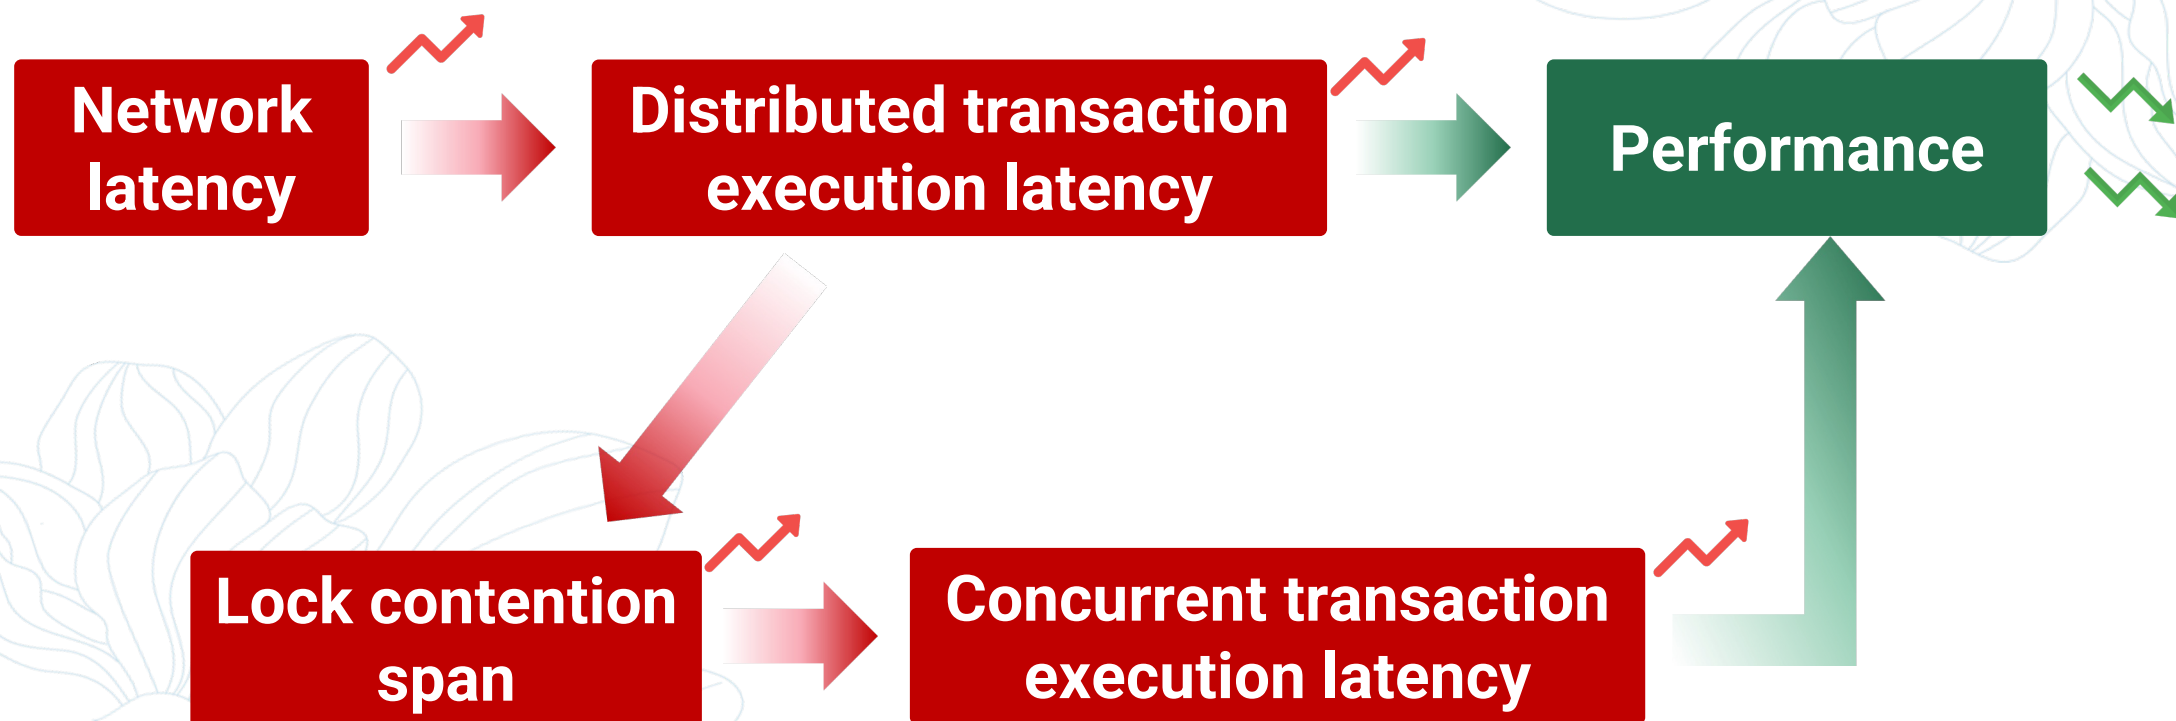 Network
latency
Distributed transaction
execution latency
Performance
Lock contention
span
Concurrent transaction
execution latency